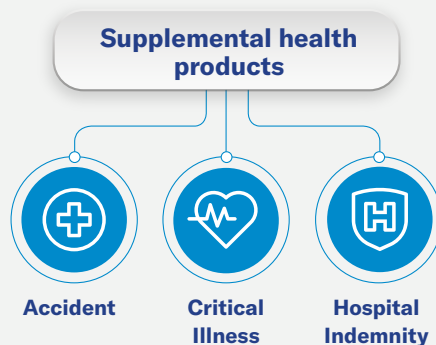 Supplemental health
products
H
Accident
Critical
Illness
Hospital
Indemnity